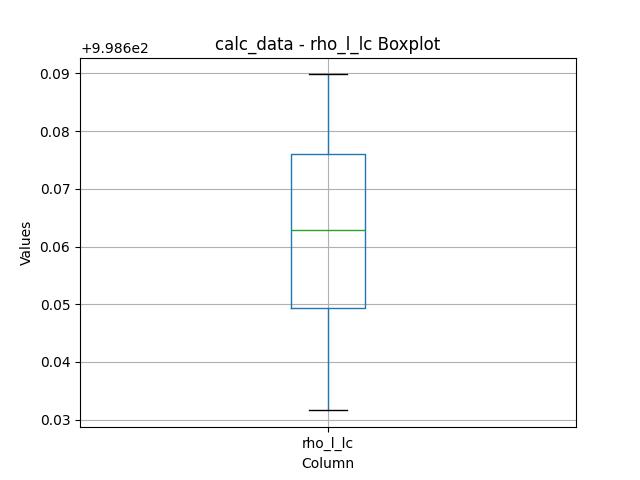 calc_data - rho_l_lc Boxplot
+9.986e2
0.09
0.08
0.07
0.06
0.05
0.04
0.03
Values
rho_l_lc
Column